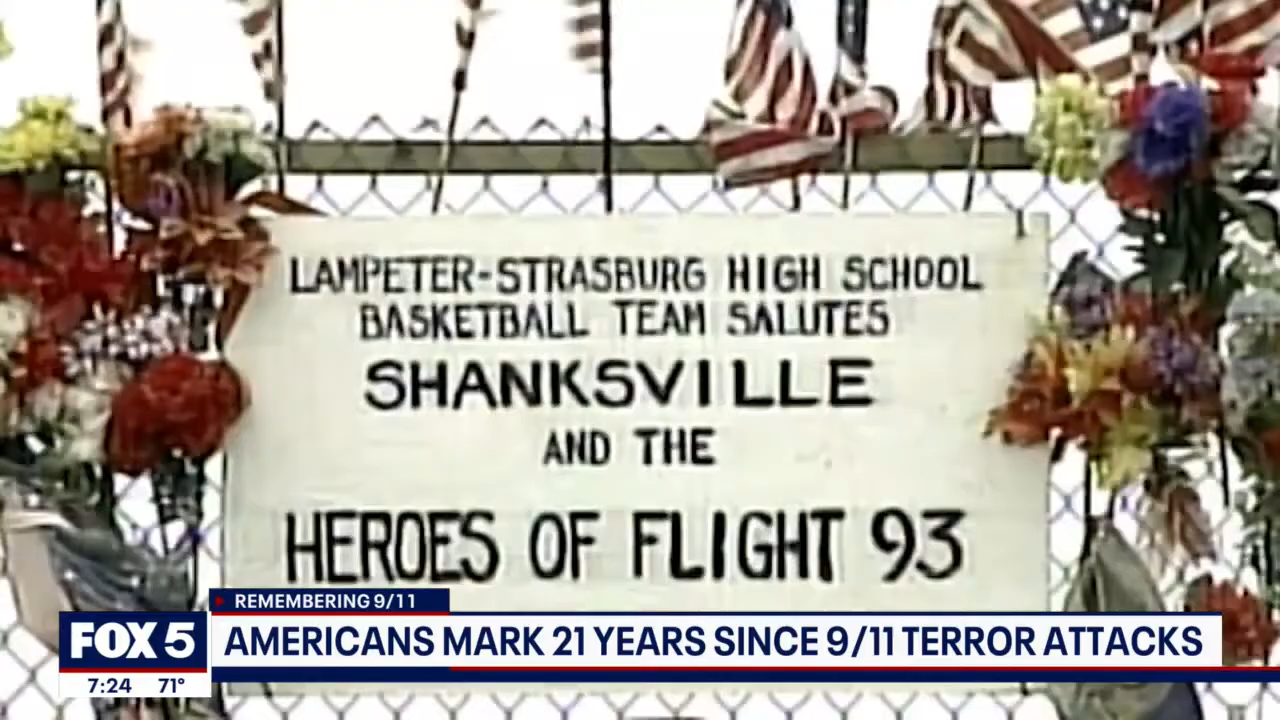 LAMPETER-STRASBURG HIGH SCHOOL
BASKETBALL TEAM SALUTES
SHANKSVILLE
AND THE
HEROES OF FLIGHT 93
REMEMBERING 9/11
FOX 5
AMERICANS MARK 21 YEARS SINCE 9/11 TERROR ATTACKS
7:24 71°